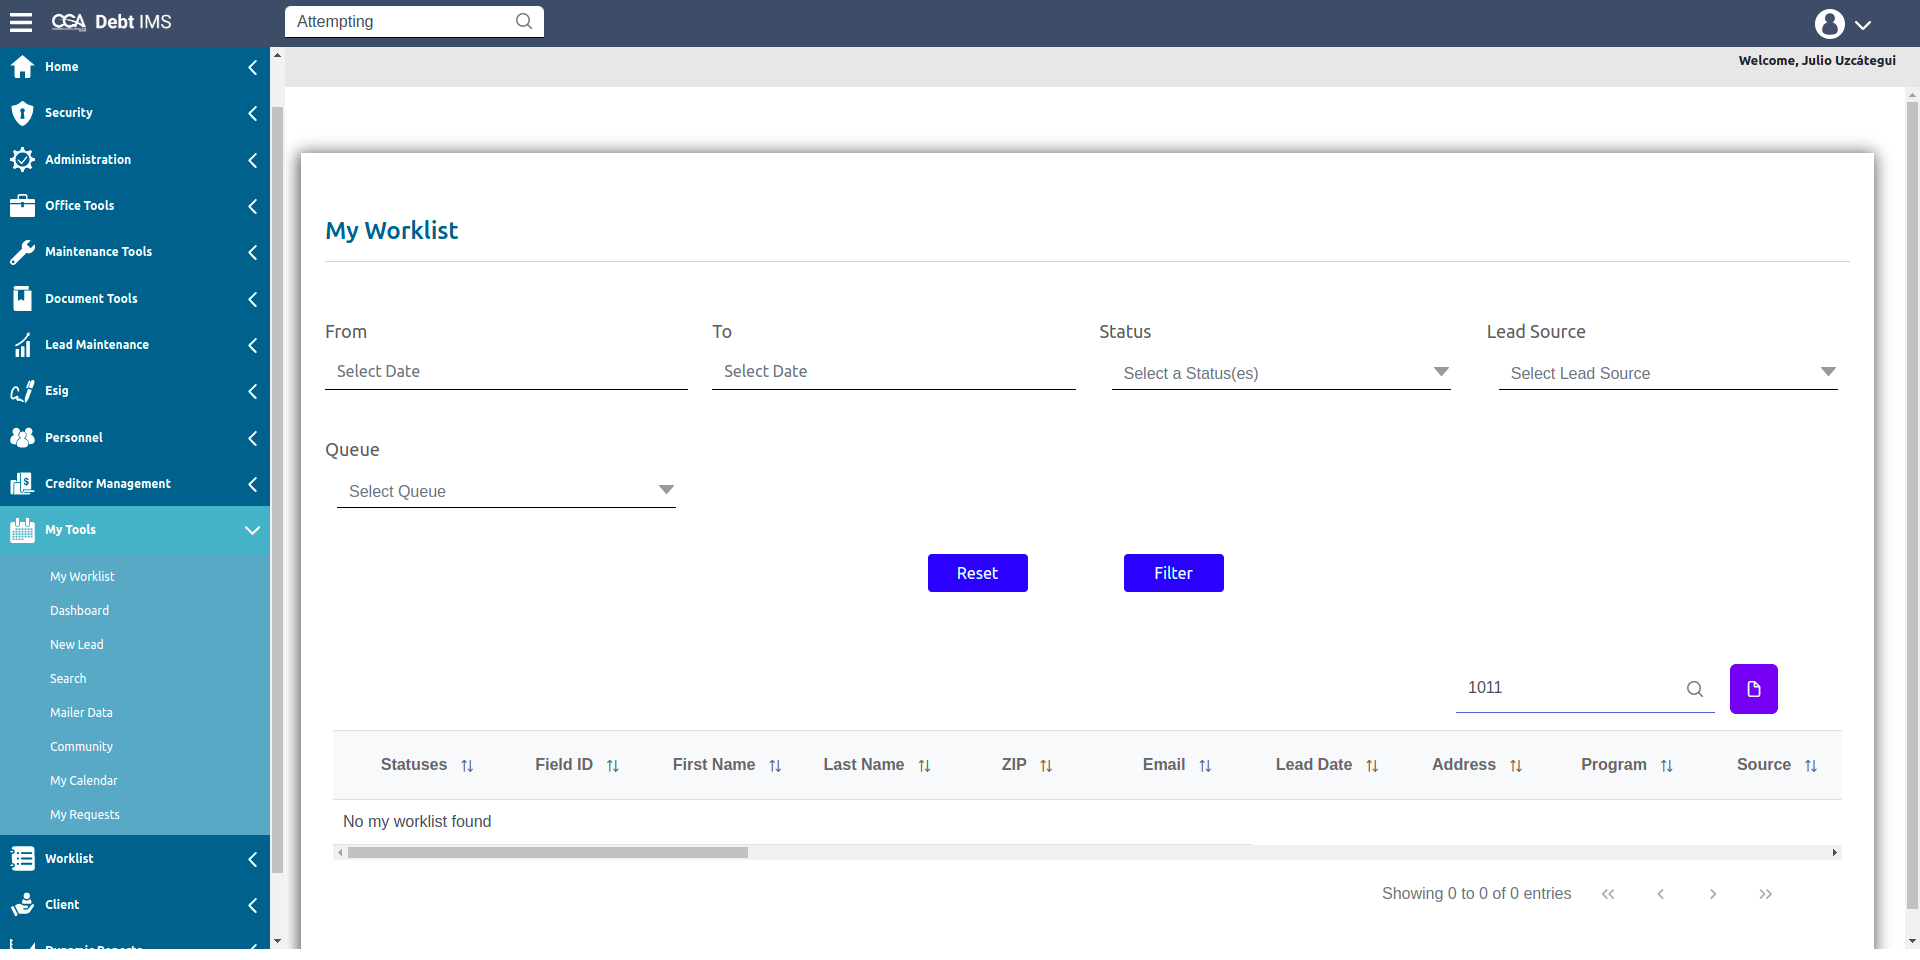 CGA Debt IMS
Attempting
Welcome, Julio Uzcátegui
Home
Security
Administration
Office Tools
Maintenance Tools
Document Tools
Lead Maintenance
Esig
Personnel
Creditor Management
My Tools
My Worklist
Dashboard
New Lead
Search
Mailer Data
Community
My Calendar
My Requests
Worklist
Client
Dynamic Reports
My Worklist
From
To
Status
Lead Source
Select Date
Select Date
Select a Status(es)
Select Lead Source
Queue
Select Queue
Reset
Filter
1011
Statuses Field ID First Name Last Name ZIP Email Lead Date Address Program Source
No my worklist found
Showing 0 to 0 of 0 entries